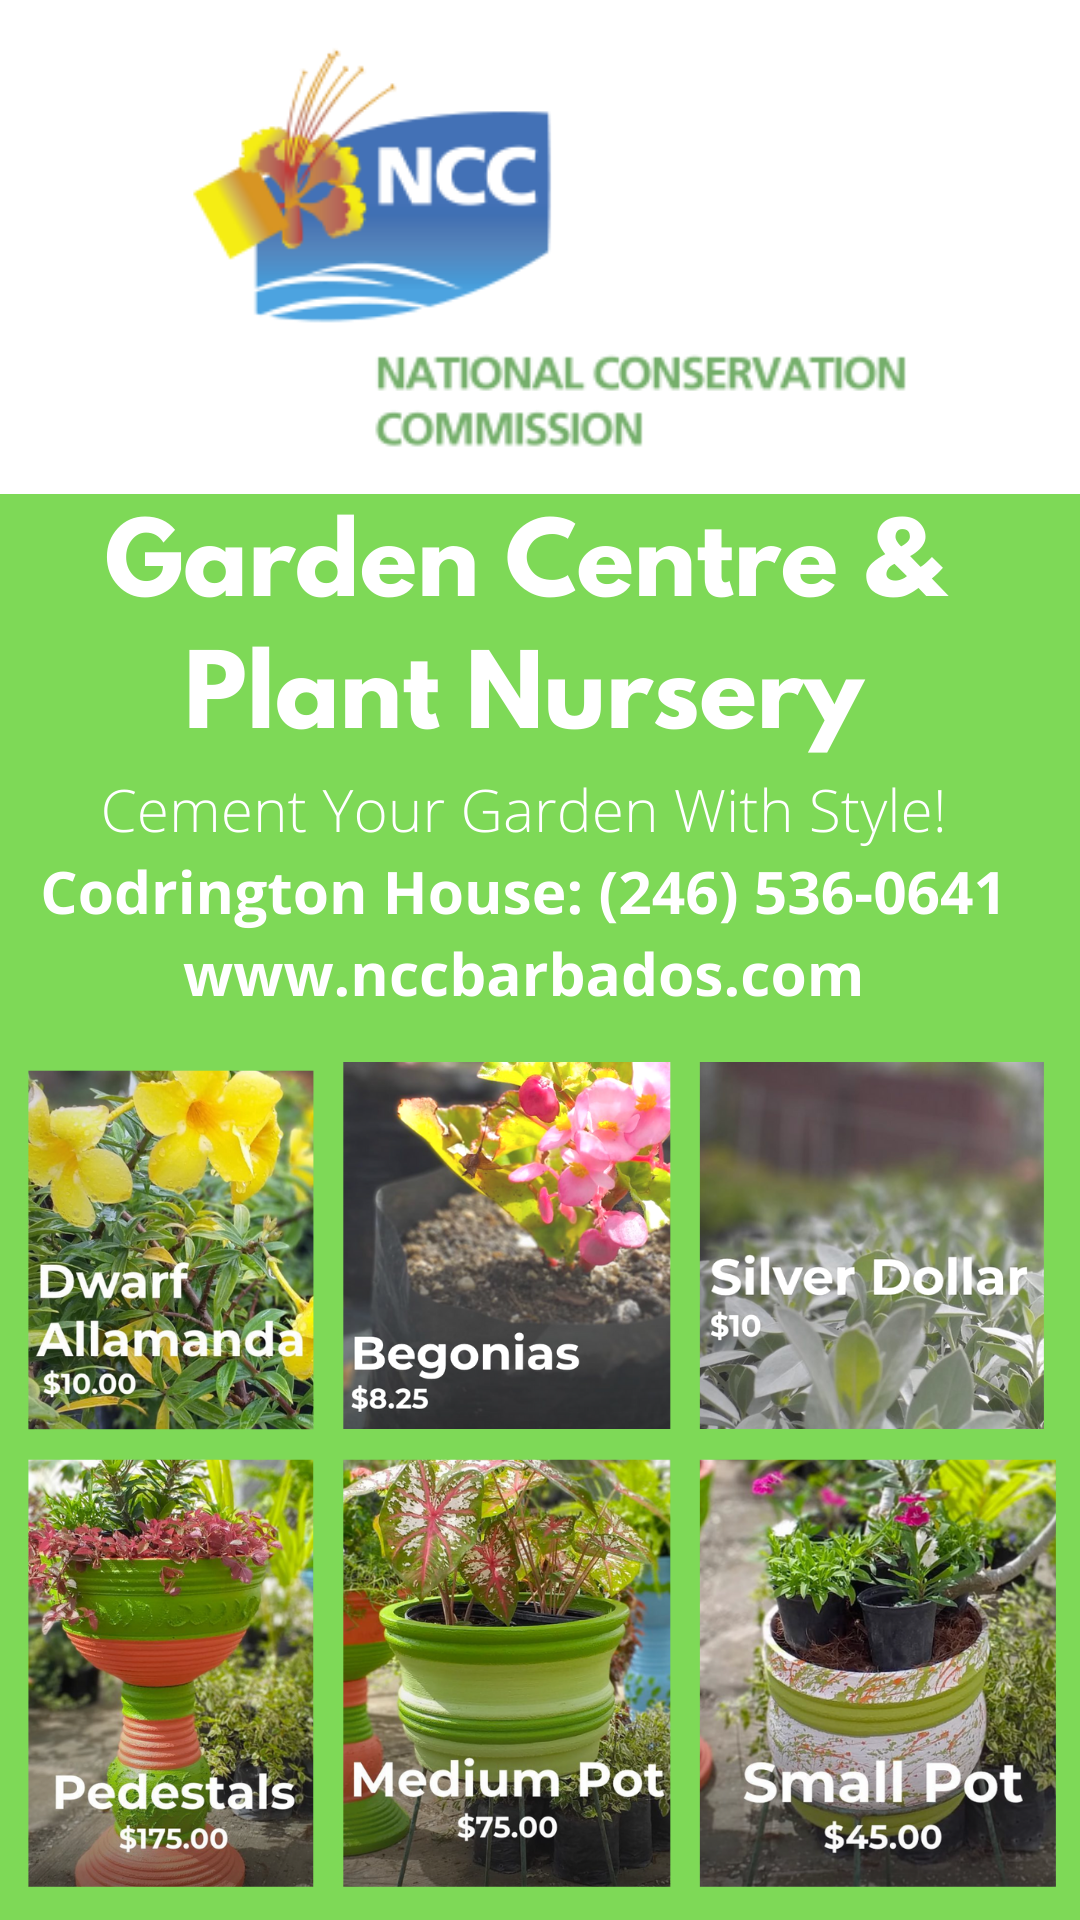 NCC
NATIONAL CONSERVATION
COMMISSION
Garden Centre &
Plant Nursery
Cement Your Garden With Style!
Codrington House: (246) 536-0641
www.nccbarbados.com
Dwarf
Allamanda
$10.00
Begonias
$8.25
Silver Dollar
$10
Pedestals
$175.00
Medium Pot
$75.00
Small Pot
$45.00